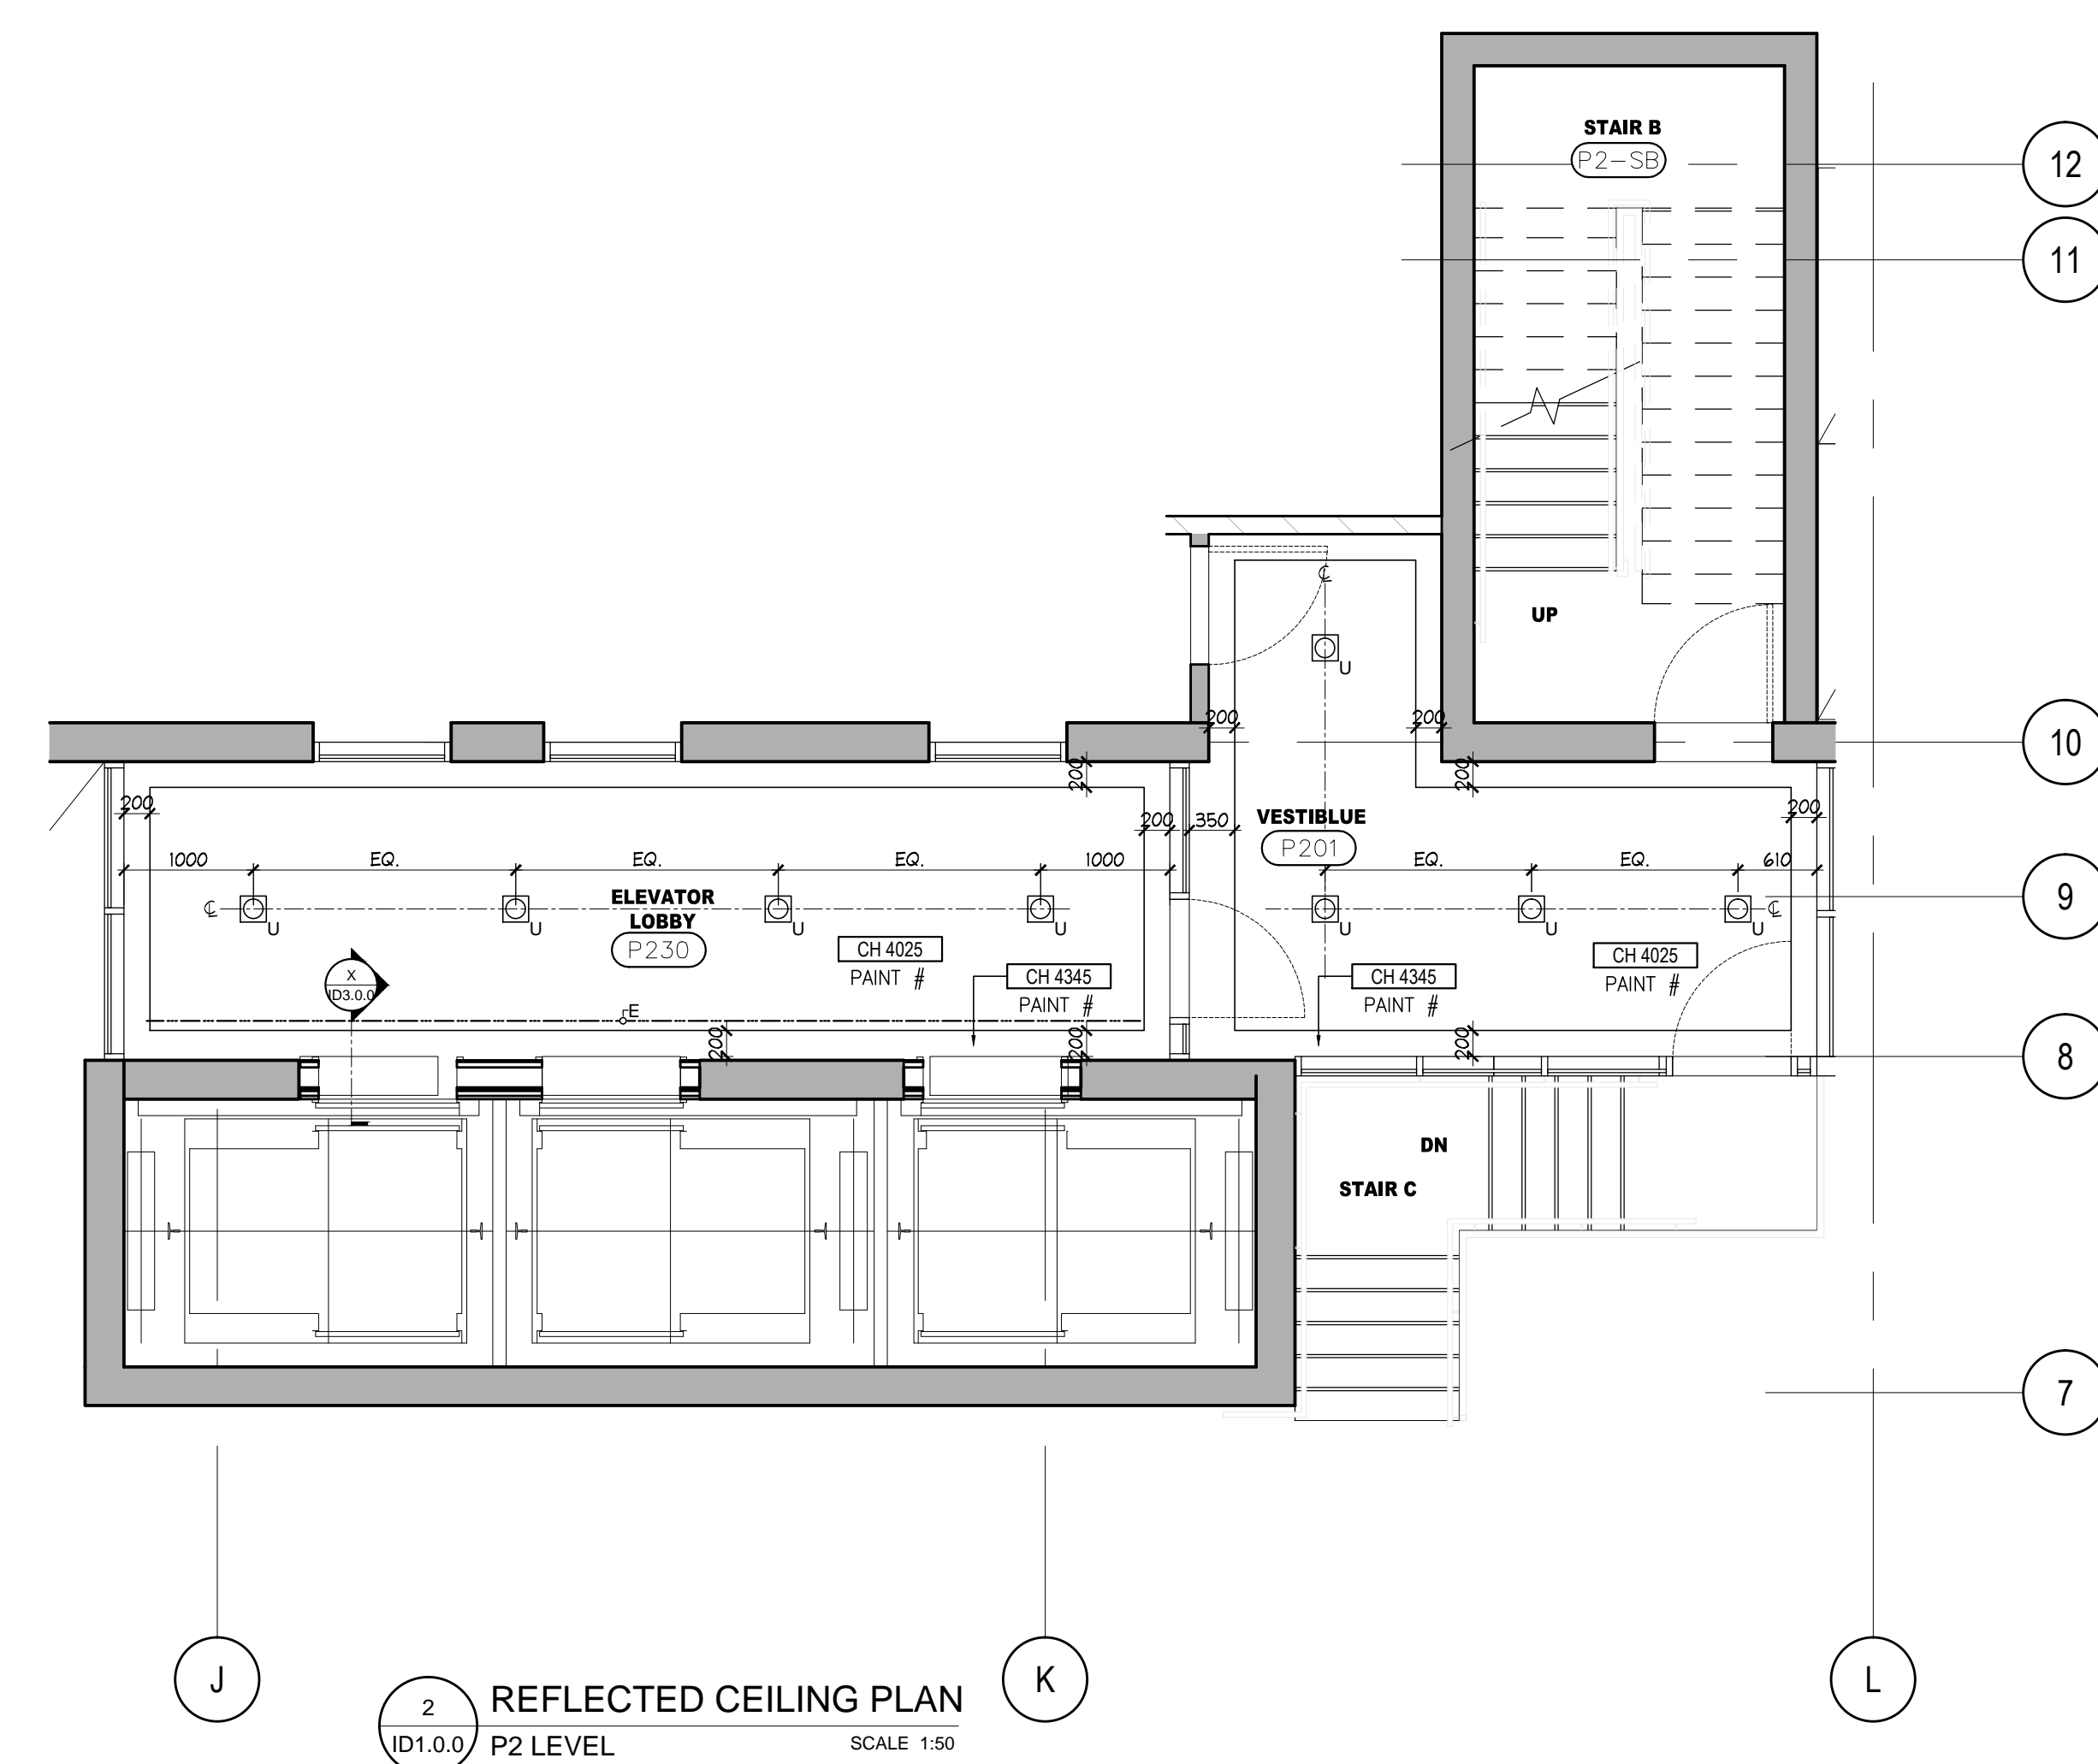 STAIR B
P2-SB
12
11
UP
℄
U
200
200
10
200
200
200
200
350
VESTIBLUE
P201
200
1000
EQ.
EQ.
EQ.
1000
EQ.
EQ.
610
℄
ELEVATOR
LOBBY
P230
U
U
U
U
U
U
U
℄
9
CH 4025
PAINT #
CH 4345
PAINT #
CH 4345
PAINT #
CH 4025
PAINT #
X
ID3.0.0
E
200
200
200
8
DN
STAIR C
7
J
K
L
2
ID1.0.0
REFLECTED CEILING PLAN
P2 LEVEL
SCALE 1:50